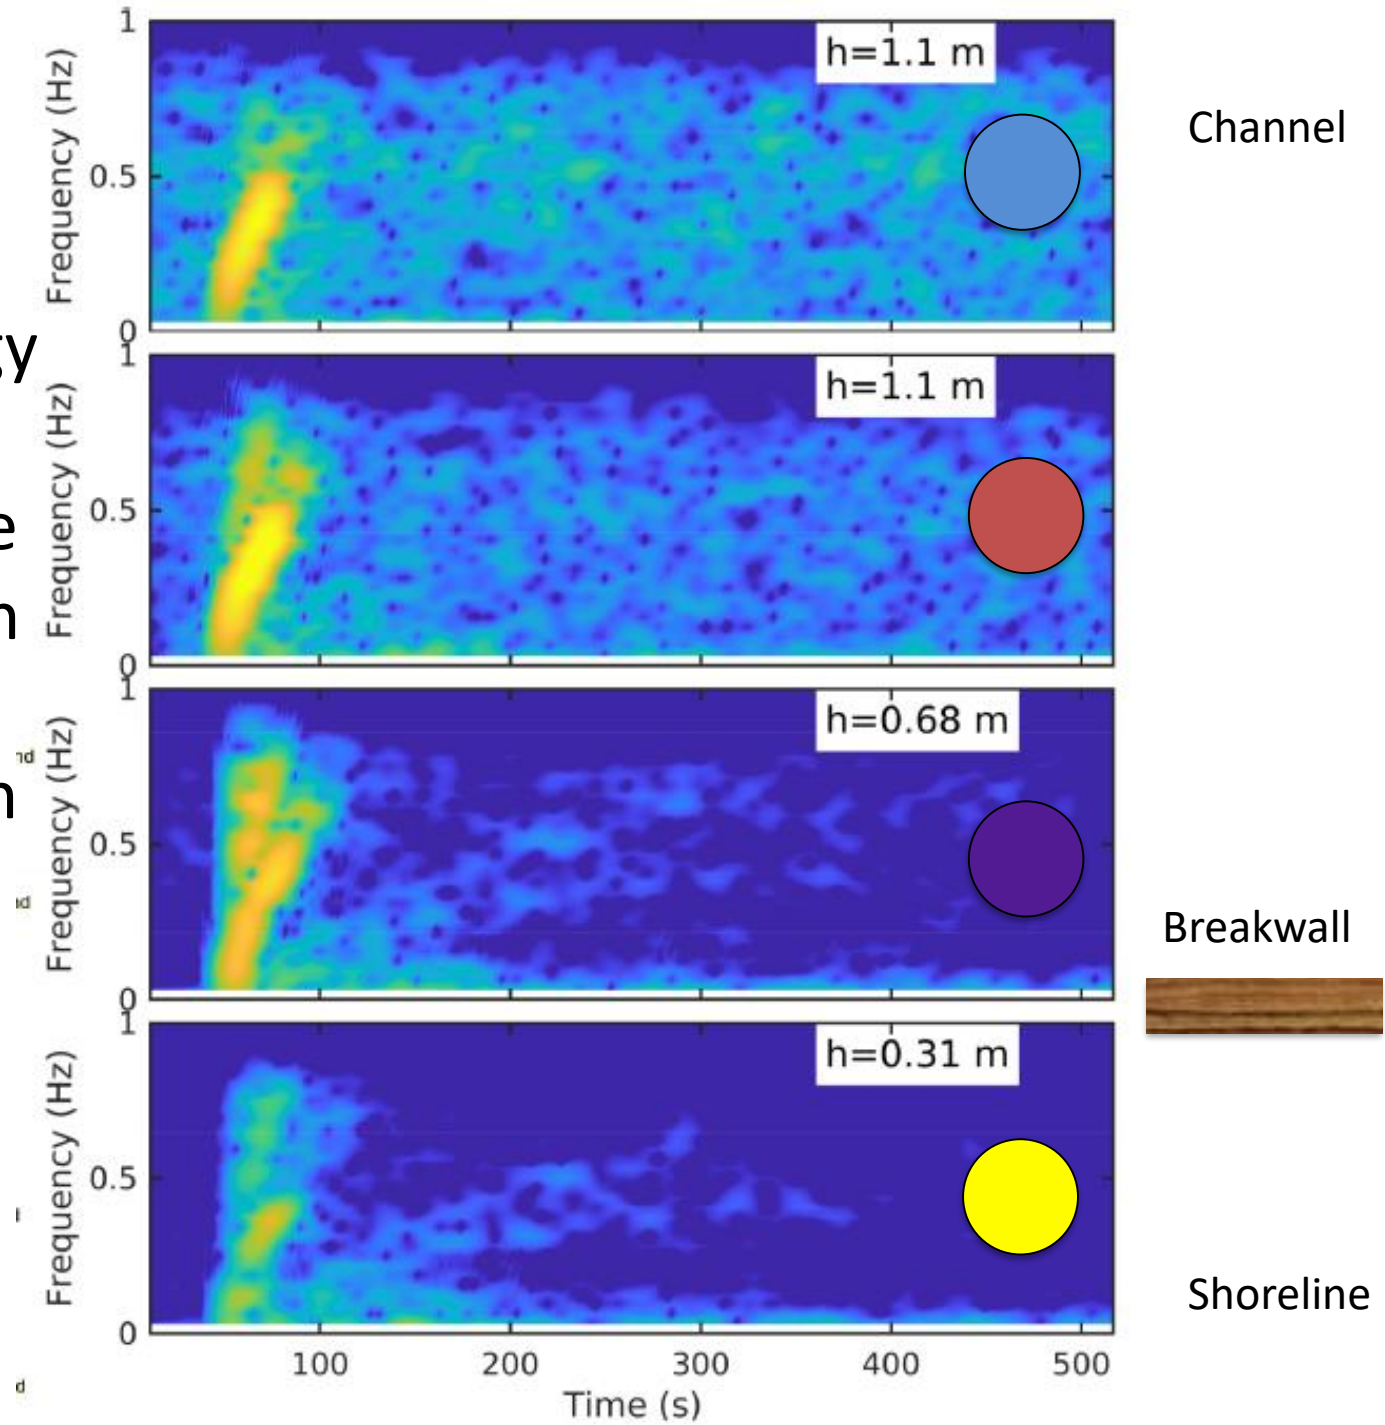 1
0.5
0
Frequency (Hz)
h=1.1 m
Channel
gy
1
0.5
0
Frequency (Hz)
h=1.1 m
e
n
1
0.5
0
Frequency (Hz)
h=0.68 m
nd
n
Breakwall
1
0.5
0
Frequency (Hz)
h=0.31 m
Shoreline
d
100 200 300 400 500
Time (s)